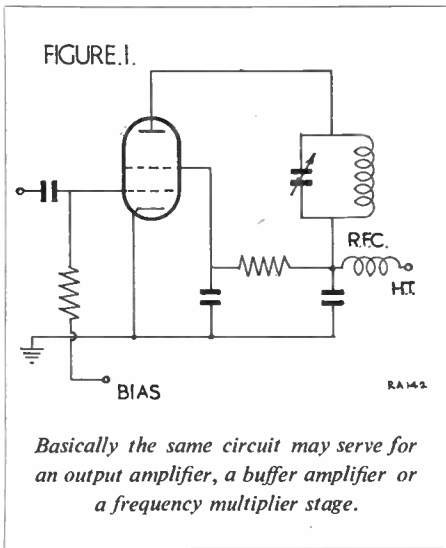 FIGURE.1.
R.F.C.
H.T.
BIAS
RA142
Basically the same circuit may serve for
an output amplifier, a buffer amplifier or
a frequency multiplier stage.